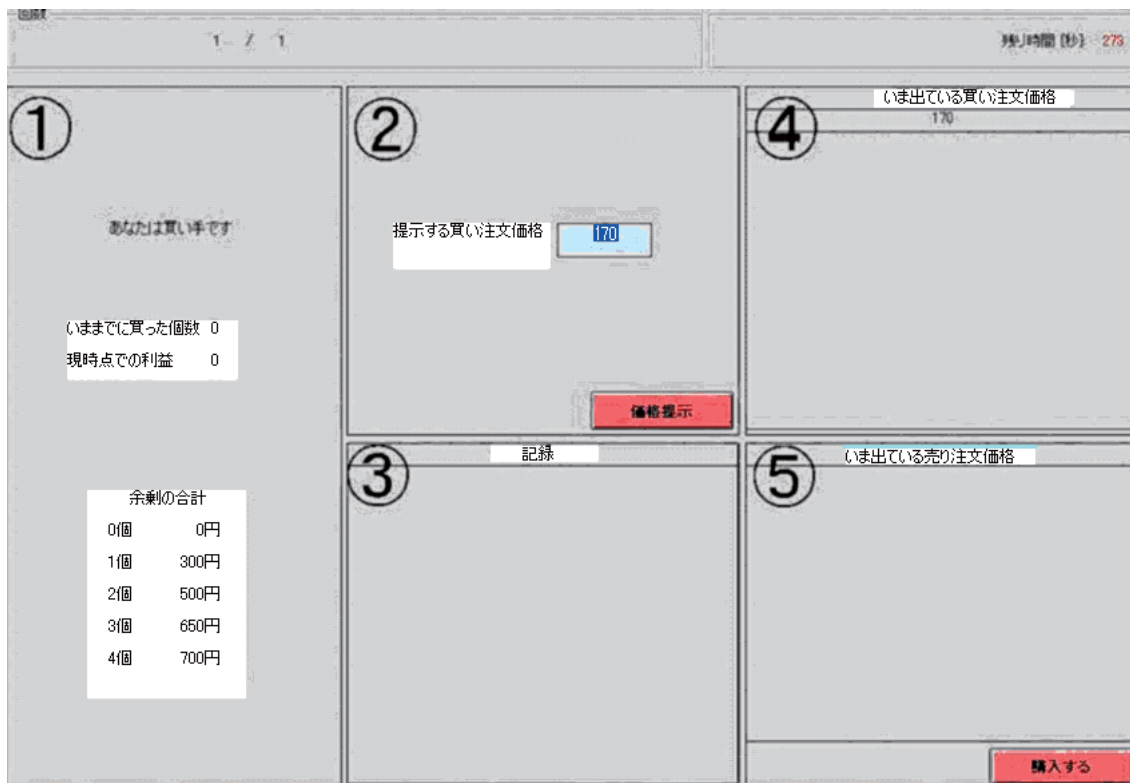 回数
1 / 1
残り時間 [秒] 273
①
あなたは買い手です
いままでに買った個数 0
現時点での利益 0
余剰の合計
0個 0円
1個 300円
2個 500円
3個 650円
4個 700円
②
提示する買い注文価格 170
価格提示
③
記録
④
いま出ている買い注文価格
170
⑤
いま出ている売り注文価格
購入する